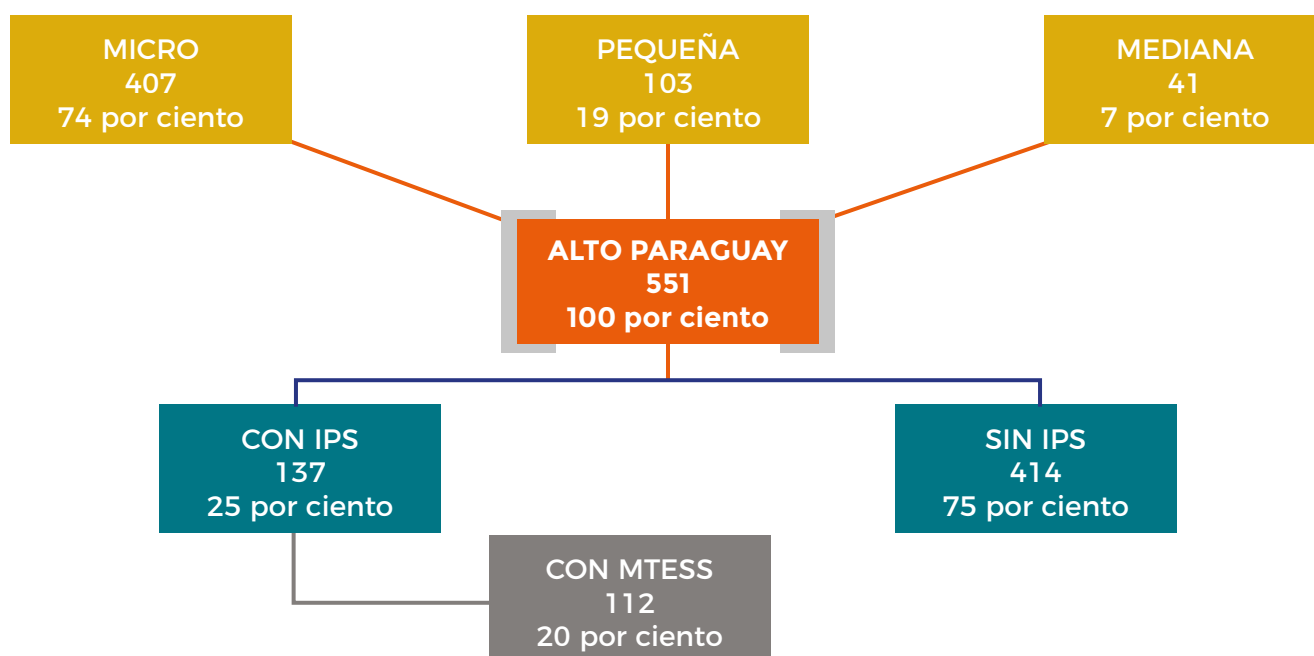 MICRO
407
74 por ciento
PEQUEÑA
103
19 por ciento
MEDIANA
41
7 por ciento
ALTO PARAGUAY
551
100 por ciento
CON IPS
137
25 por ciento
SIN IPS
414
75 por ciento
CON MTESS
112
20 por ciento